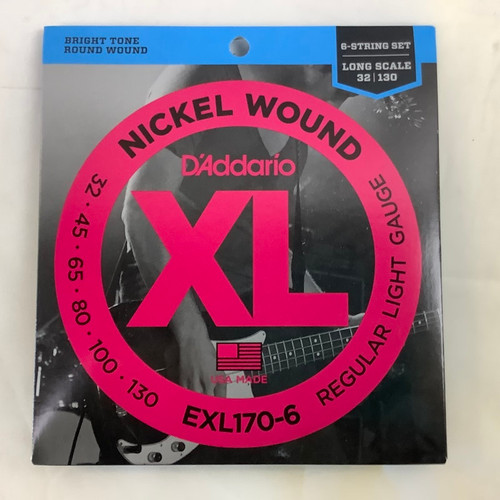 BRIGHT TONE
ROUND WOUND
6-STRING SET
LONG SCALE
32 | 130
NICKEL WOUND
D'Addario
XL
USA MADE
EXL170-6
REGULAR LIGHT GAUGE
32 · 45 · 65 · 80 · 100 · 130